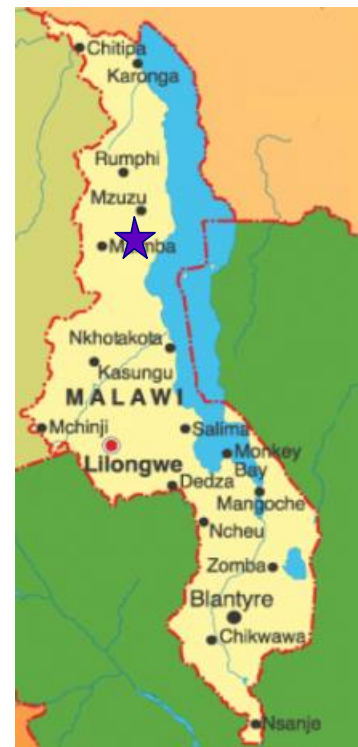 Chitipa
Karonga
Rumphi
Mzuzu
Nkhotakota
Kasungu
MALAWI
Mchinji
Salima
Monkey
Bay
Lilongwe
Dedza
Mangoche
Ncheu
Zomba
Blantyre
Chikwawa
Nsanje